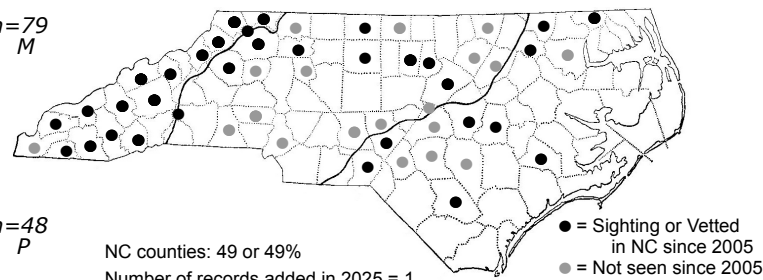 n=79
M
n=48
P
NC counties: 49 or 49%
Number of records added in 2025 = 1
● = Sighting or Vetted
in NC since 2005
● = Not seen since 2005